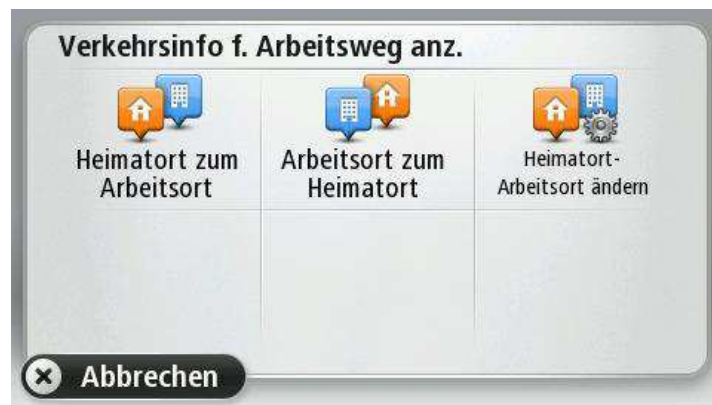 Verkehrsinfo f. Arbeitsweg anz.
Heimatort zum
Arbeitsort
Arbeitsort zum
Heimatort
Heimatort-
Arbeitsort ändern
Abbrechen